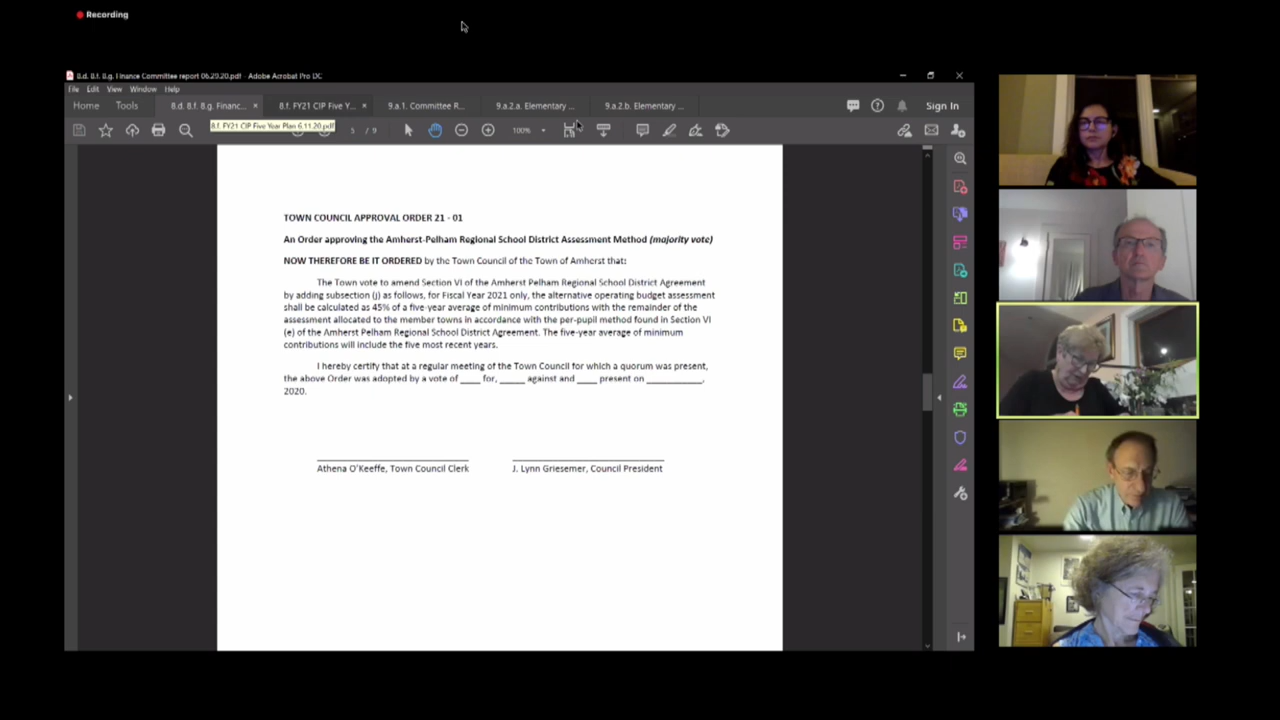 Recording
8.d. 8.f. 8.g. Finance Committee report 06.29.20.pdf - Adobe Acrobat Pro DC
File Edit View Window Help
Home Tools 8.d. 8.f. 8.g. Financ... × 8.f. FY21 CIP Five Y... × 9.a.1. Committee R... 9.a.2.a. Elementary ... 9.a.2.b. Elementary ... Sign In
8.f. FY21 CIP Five Year Plan 6.11.20.pdf
5 / 9 100%
TOWN COUNCIL APPROVAL ORDER 21 - 01
An Order approving the Amherst-Pelham Regional School District Assessment Method (majority vote)
NOW THEREFORE BE IT ORDERED by the Town Council of the Town of Amherst that:
The Town vote to amend Section VI of the Amherst Pelham Regional School District Agreement
by adding subsection (j) as follows, for Fiscal Year 2021 only, the alternative operating budget assessment
shall be calculated as 45% of a five-year average of minimum contributions with the remainder of the
assessment allocated to the member towns in accordance with the per-pupil method found in Section VI
(e) of the Amherst Pelham Regional School District Agreement. The five-year average of minimum
contributions will include the five most recent years.
I hereby certify that at a regular meeting of the Town Council for which a quorum was present,
the above Order was adopted by a vote of ____ for, _____ against and ____ present on ___________,
2020.
Athena O'Keeffe, Town Council Clerk J. Lynn Griesemer, Council President